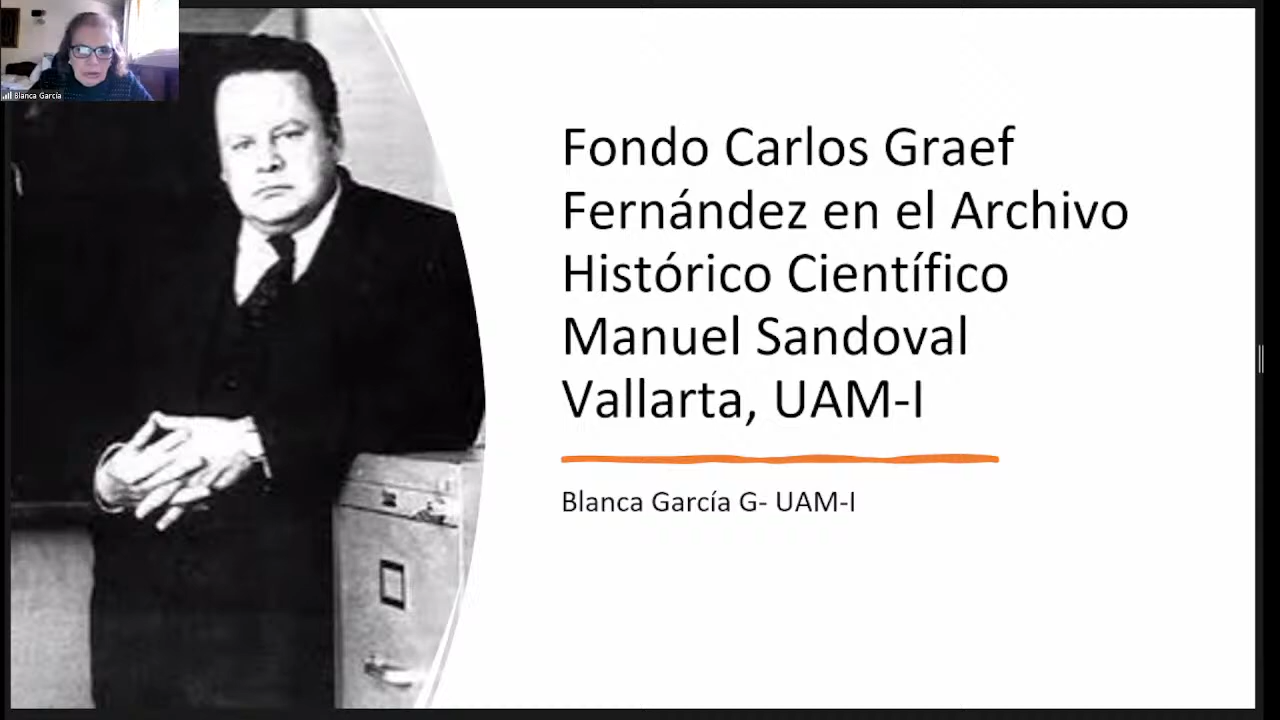 Blanca García
Fondo Carlos Graef
Fernández en el Archivo
Histórico Científico
Manuel Sandoval
Vallarta, UAM-I
Blanca García G- UAM-I